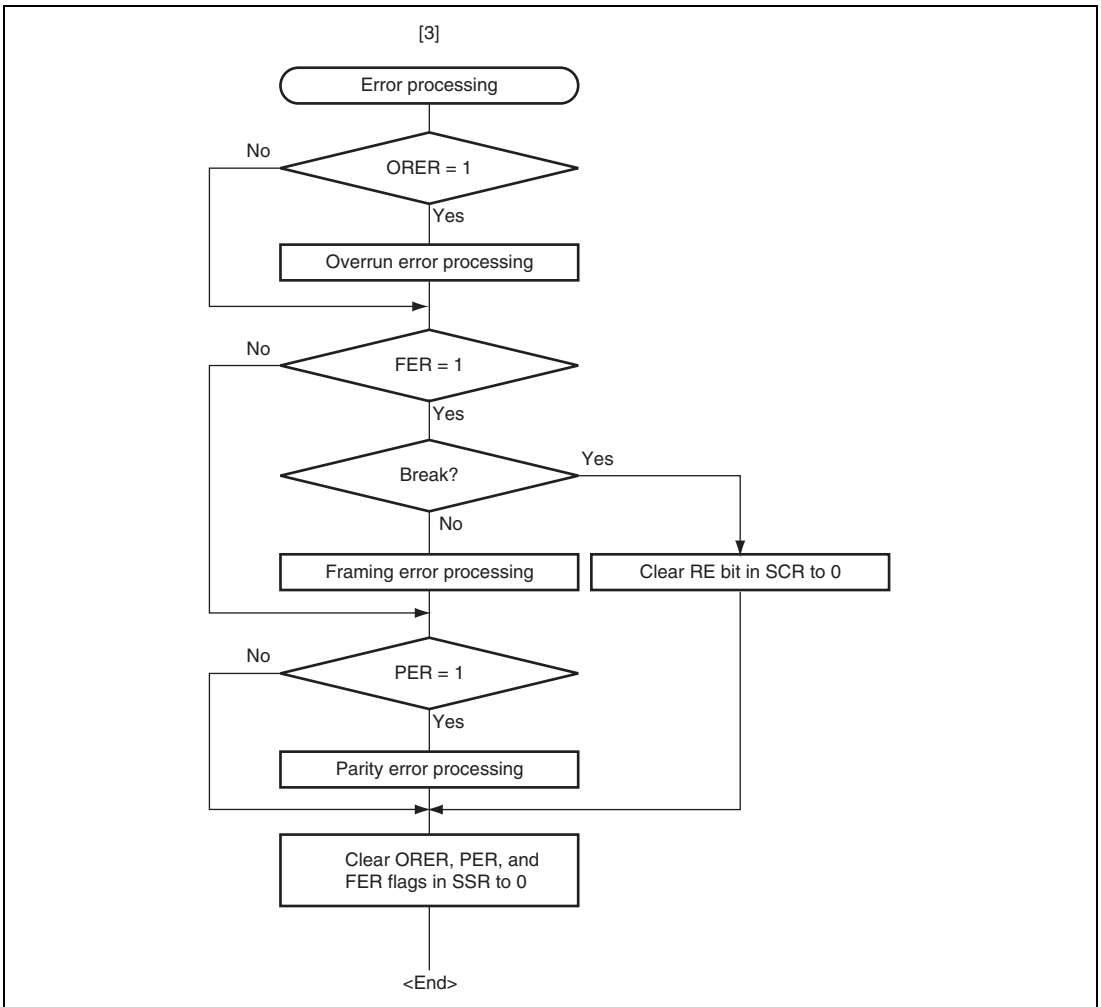 [3]
Error processing
No
ORER = 1
Yes
Overrun error processing
No
FER = 1
Yes
Break?
Yes
No
Framing error processing
Clear RE bit in SCR to 0
No
PER = 1
Yes
Parity error processing
Clear ORER, PER, and
FER flags in SSR to 0
<End>